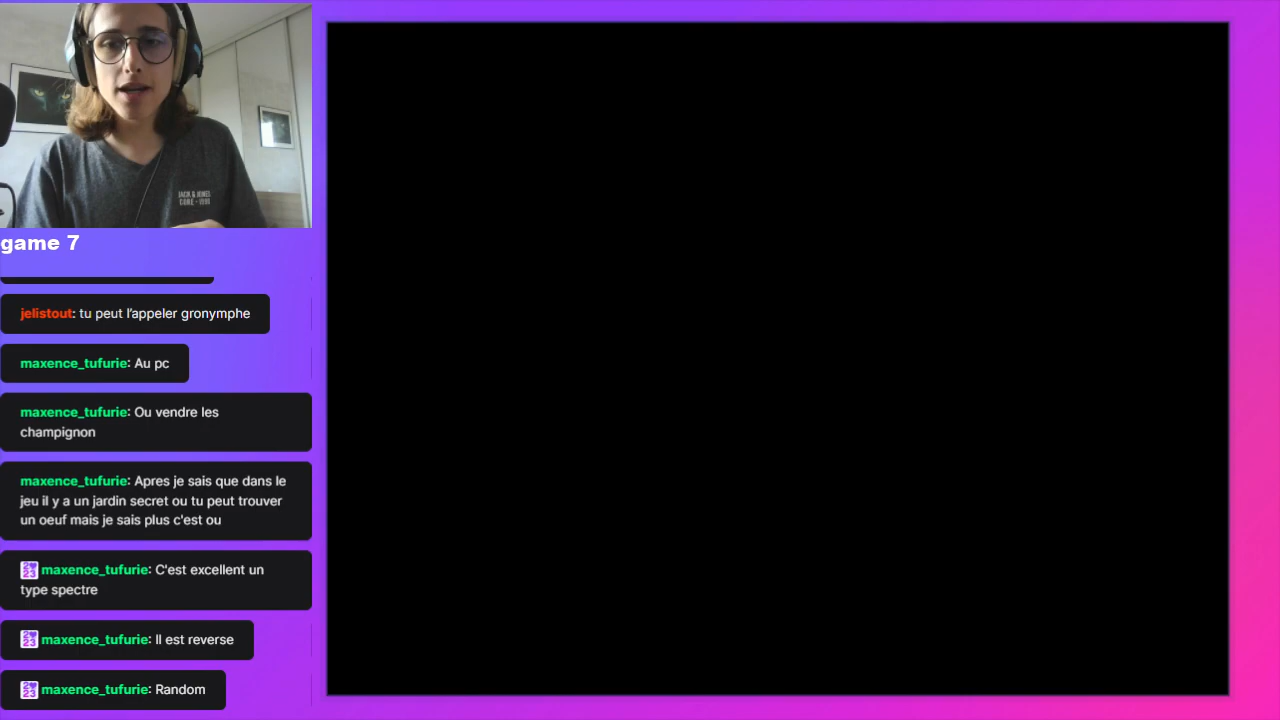 JACK & JONES
game 7
jelistout: tu peut l'appeler gronymphe
maxence_tufurie: Au pc
maxence_tufurie: Ou vendre les
champignon
maxence_tufurie: Apres je sais que dans le
jeu il y a un jardin secret ou tu peut trouver
un oeuf mais je sais plus c'est ou
maxence_tufurie: C'est excellent un
type spectre
maxence_tufurie: Il est reverse
maxence_tufurie: Random